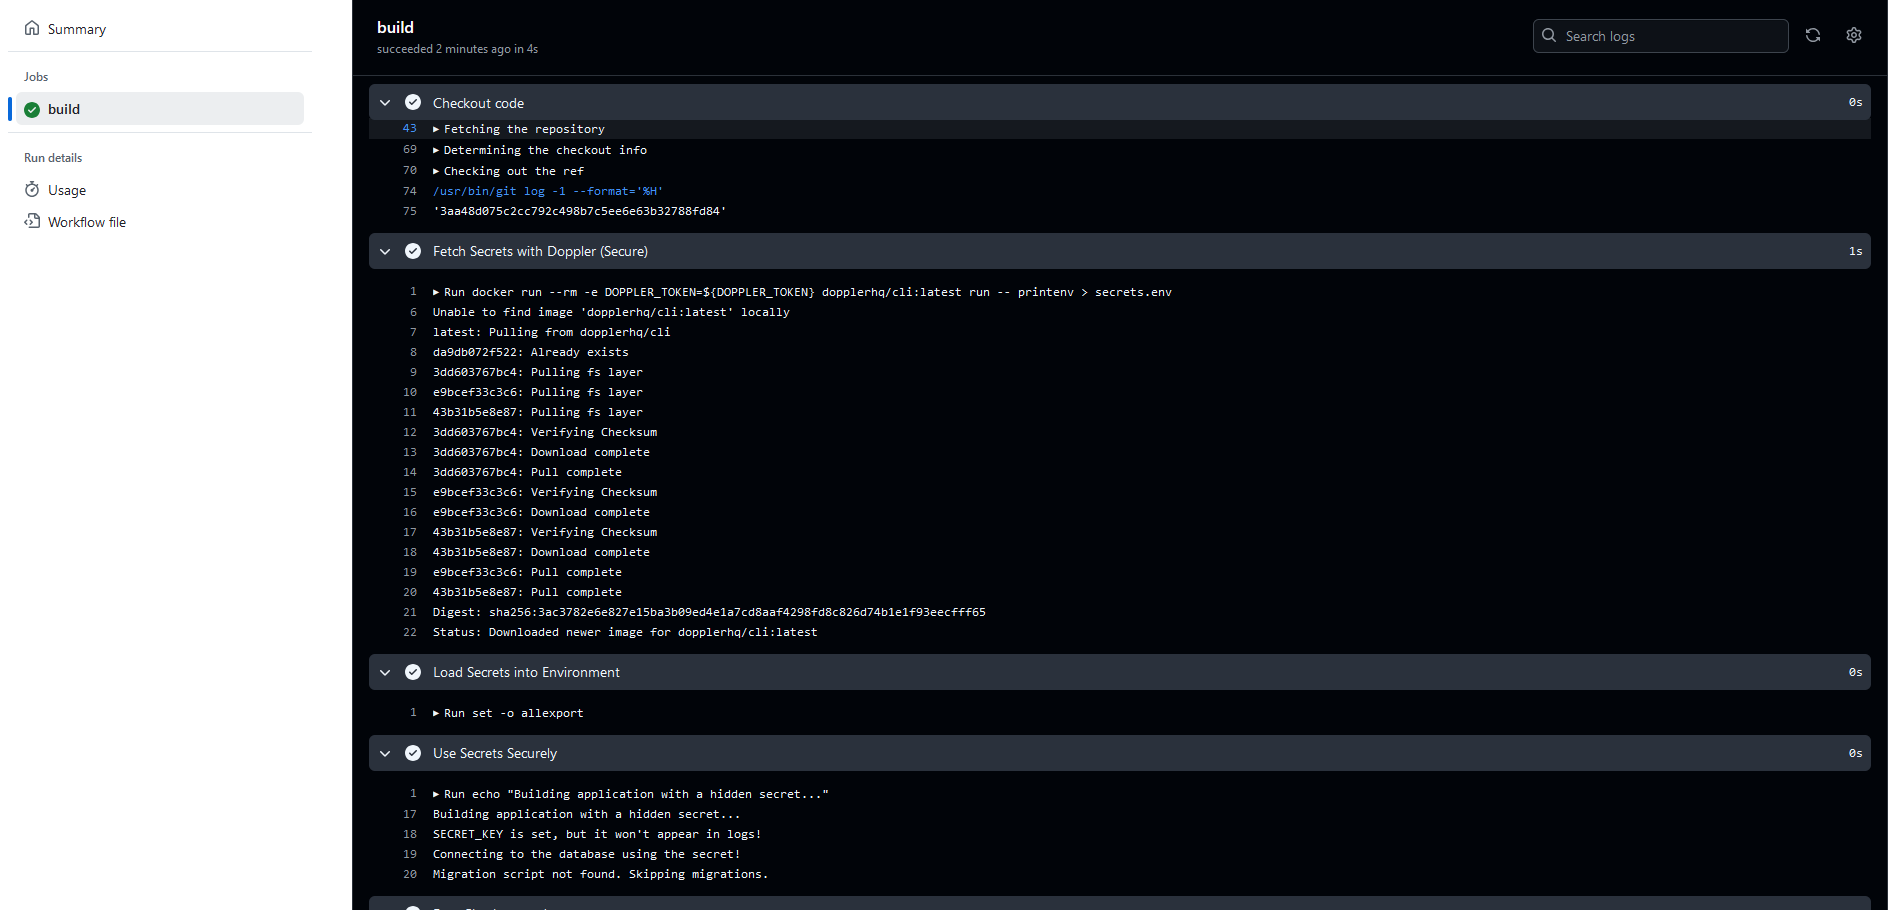 Summary
Jobs
build
Run details
Usage
Workflow file
build
succeeded 2 minutes ago in 4s
Search logs
Checkout code 0s
43 ▸ Fetching the repository
69 ▸ Determining the checkout info
70 ▸ Checking out the ref
74 /usr/bin/git log -1 --format='%H'
75 '3aa48d075c2cc792c498b7c5ee6e63b32788fd84'
Fetch Secrets with Doppler (Secure) 1s
1 ▸ Run docker run --rm -e DOPPLER_TOKEN=${DOPPLER_TOKEN} dopplerhq/cli:latest run -- printenv > secrets.env
6 Unable to find image 'dopplerhq/cli:latest' locally
7 latest: Pulling from dopplerhq/cli
8 da9db072f522: Already exists
9 3dd603767bc4: Pulling fs layer
10 e9bcef33c3c6: Pulling fs layer
11 43b31b5e8e87: Pulling fs layer
12 3dd603767bc4: Verifying Checksum
13 3dd603767bc4: Download complete
14 3dd603767bc4: Pull complete
15 e9bcef33c3c6: Verifying Checksum
16 e9bcef33c3c6: Download complete
17 43b31b5e8e87: Verifying Checksum
18 43b31b5e8e87: Download complete
19 e9bcef33c3c6: Pull complete
20 43b31b5e8e87: Pull complete
21 Digest: sha256:3ac3782e6e827e15ba3b09ed4e1a7cd8aaf4298fd8c826d74b1e1f93eecfff65
22 Status: Downloaded newer image for dopplerhq/cli:latest
Load Secrets into Environment 0s
1 ▸ Run set -o allexport
Use Secrets Securely 0s
1 ▸ Run echo "Building application with a hidden secret..."
17 Building application with a hidden secret...
18 SECRET_KEY is set, but it won't appear in logs!
19 Connecting to the database using the secret!
20 Migration script not found. Skipping migrations.